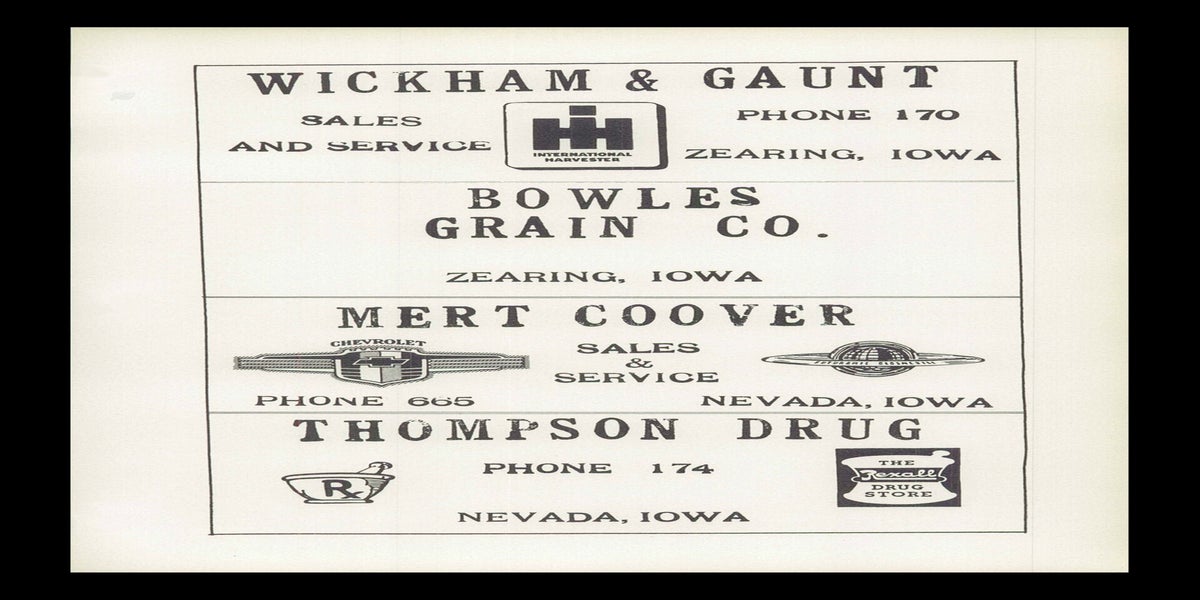 WICKHAM & GAUNT
SALES
AND SERVICE
INTERNATIONAL
HARVESTER
PHONE 170
ZEARING, IOWA
BOWLES
GRAIN CO.
ZEARING, IOWA
MERT COOVER
CHEVROLET
SALES
&
SERVICE
PHONE 665
NEVADA, IOWA
THOMPSON DRUG
Rx
PHONE 174
NEVADA, IOWA
THE
Rexall
DRUG
STORE